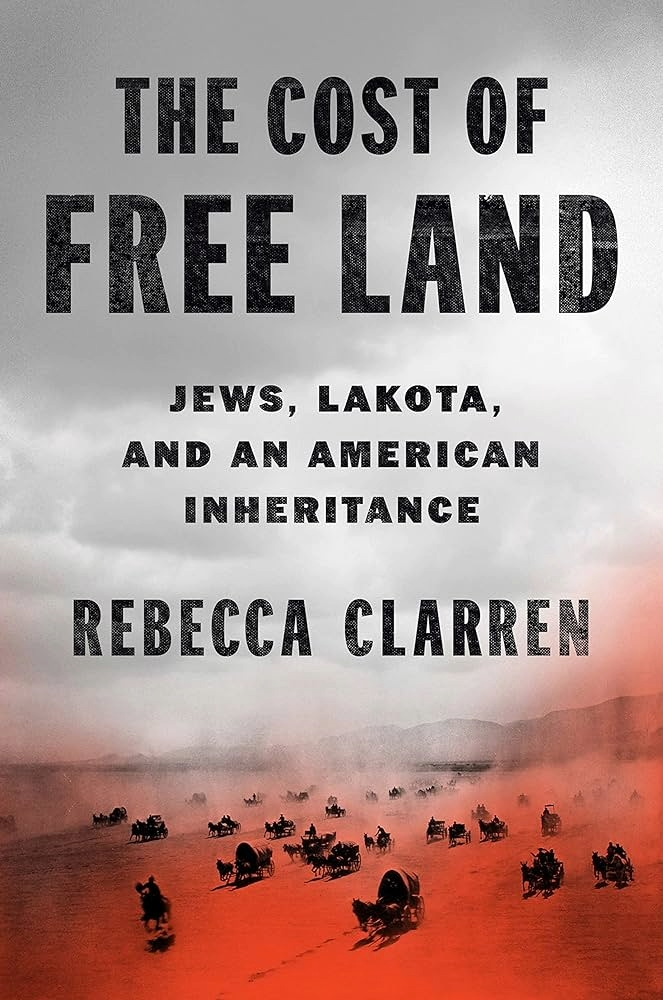 THE COST OF
FREE LAND
JEWS, LAKOTA,
AND AN AMERICAN
INHERITANCE
REBECCA CLARREN